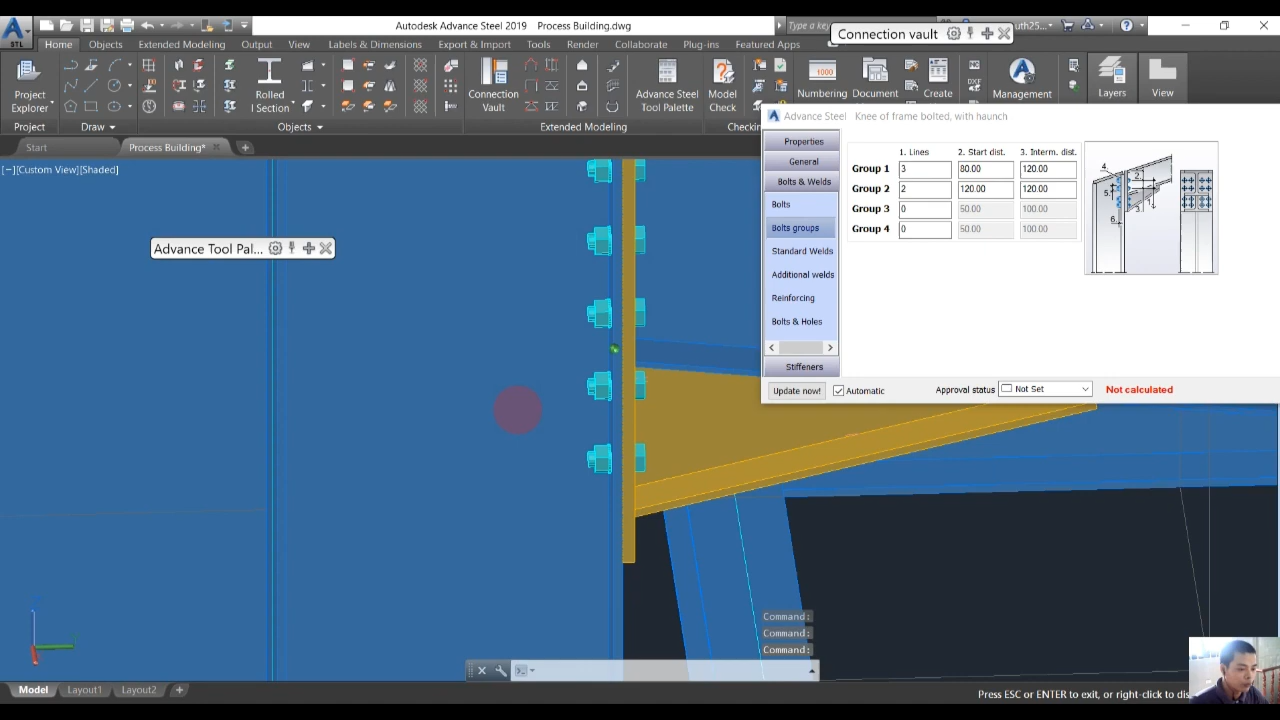 Autodesk Advance Steel 2019 Process Building.dwg
Type a key
uth25...
Connection vault
STL
Home Objects Extended Modeling Output View Labels & Dimensions Export & Import Tools Render Collaborate Plug-ins Featured Apps
Project Explorer
Rolled I Section
Connection Vault
Advance Steel Tool Palette
Model Check
1000
Numbering
Document
DXF
Create
Management
Layers
View
Project Draw Objects Extended Modeling Checkin
Start Process Building*
Advance Steel Knee of frame bolted, with haunch
[−][Custom View][Shaded]
Advance Tool Pal...
Properties
General
Bolts & Welds
Bolts
Bolts groups
Standard Welds
Additional welds
Reinforcing
Bolts & Holes
Stiffeners
1. Lines 2. Start dist. 3. Interm. dist.
Group 1 3 80.00 120.00
Group 2 2 120.00 120.00
Group 3 0 50.00 100.00
Group 4 0 50.00 100.00
Update now! Automatic Approval status Not Set Not calculated
Command:
Command:
Command:
Model Layout1 Layout2
Press ESC or ENTER to exit, or right-click to dis